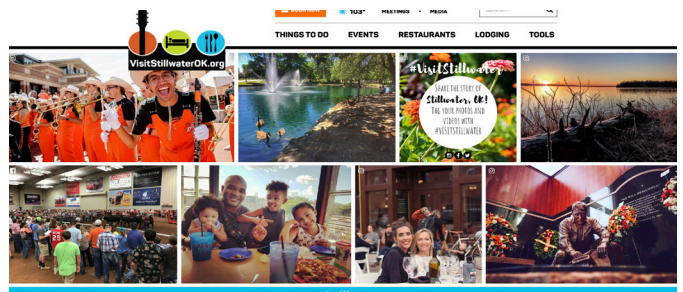 103°
MEETINGS • MEDIA
THINGS TO DO EVENTS RESTAURANTS LODGING TOOLS
VisitStillwaterOK.org
#VisitStillwater
SHARE THE STORY OF
Stillwater, OK!
TAG YOUR PHOTOS AND
VIDEOS WITH
#VISITSTILLWATER